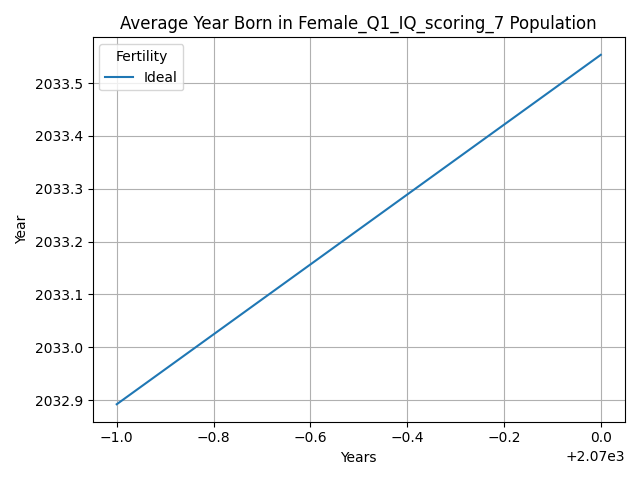 Average Year Born in Female_Q1_IQ_scoring_7 Population
Fertility
Ideal
2033.5
2033.4
2033.3
2033.2
2033.1
2033.0
2032.9
Year
−1.0
−0.8
−0.6
−0.4
−0.2
0.0
Years
+2.07e3